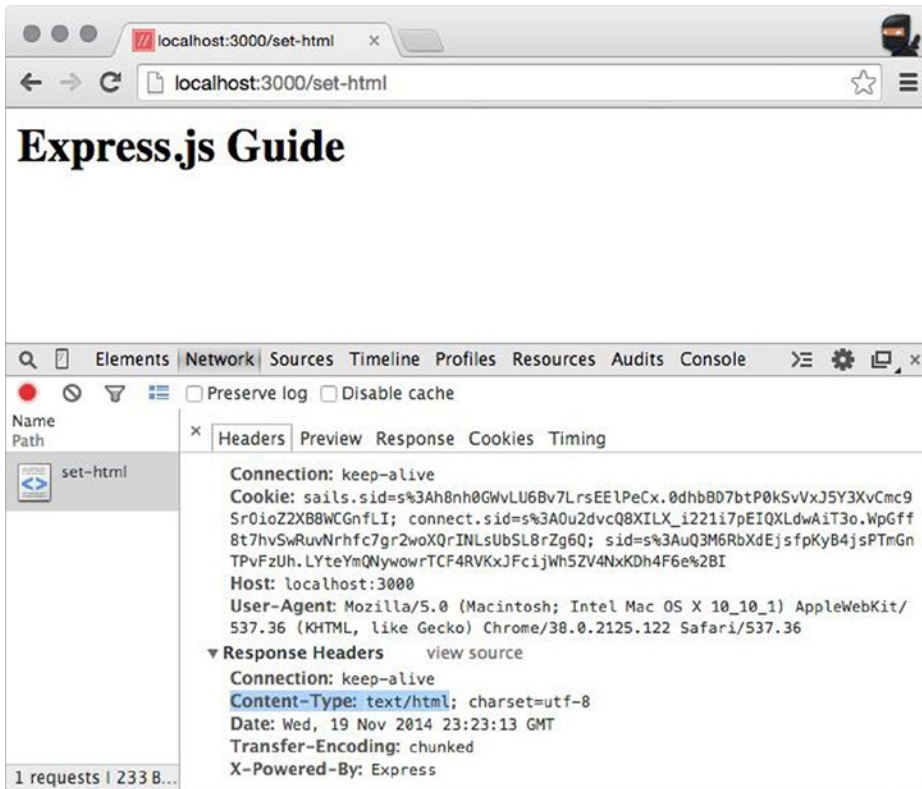 localhost:3000/set-html
localhost:3000/set-html
Express.js Guide
Elements Network Sources Timeline Profiles Resources Audits Console
Preserve log Disable cache
Name
Path
Headers Preview Response Cookies Timing
set-html
Connection: keep-alive
Cookie: sails.sid=s%3Ah8nh0GWvLU6Bv7LrsEElPeCx.0dhbBD7btP0kSvVxJ5Y3XvCmc9
SrOioZ2XB8WCGnfLI; connect.sid=s%3AOu2dvcQ8XILX_i221i7pEIQXLdwAiT3o.WpGff
8t7hvSwRuvNrhfc7gr2woXQrINLsUbSL8rZg6Q; sid=s%3AuQ3M6RbXdEjsfpKyB4jsPTmGn
TPvFzUh.LYteYmQNywowrTCF4RVKxJFcijWh5ZV4NxKDh4F6e%2BI
Host: localhost:3000
User-Agent: Mozilla/5.0 (Macintosh; Intel Mac OS X 10_10_1) AppleWebKit/
537.36 (KHTML, like Gecko) Chrome/38.0.2125.122 Safari/537.36
Response Headers view source
Connection: keep-alive
Content-Type: text/html; charset=utf-8
Date: Wed, 19 Nov 2014 23:23:13 GMT
Transfer-Encoding: chunked
X-Powered-By: Express
1 requests | 233 B...